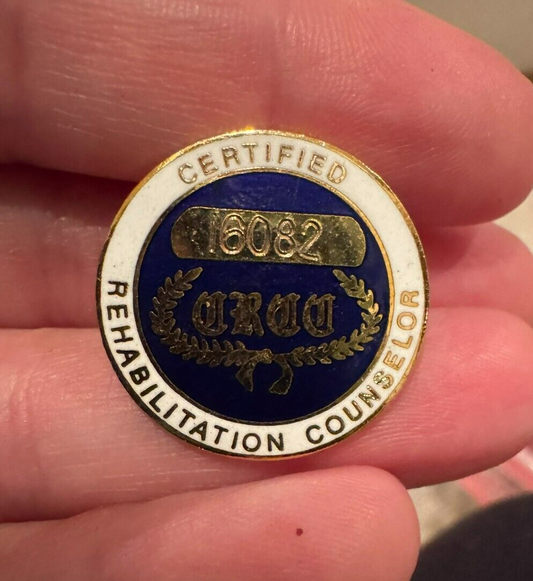 CERTIFIED
16082
CRCC
REHABILITATION COUNSELOR